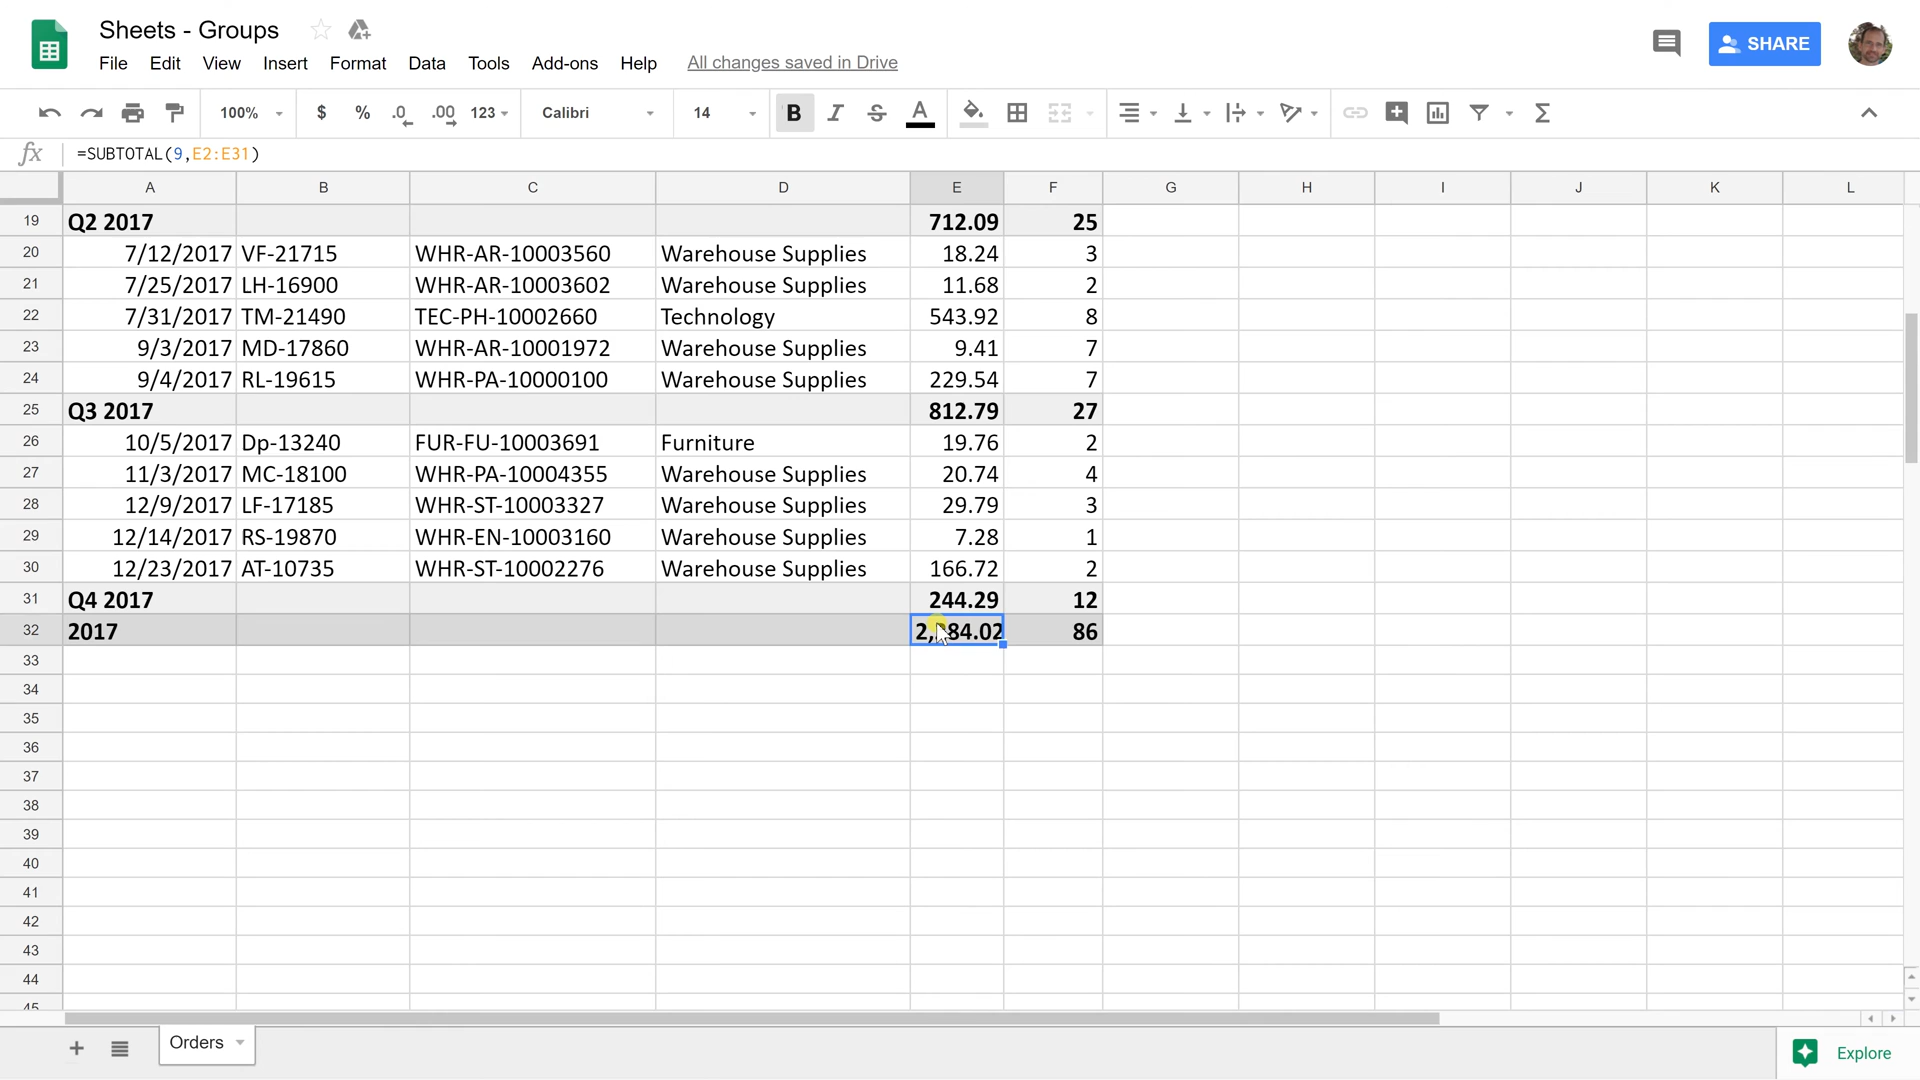 Sheets - Groups
File Edit View Insert Format Data Tools Add-ons Help All changes saved in Drive
SHARE
100% $ % .0 .00 123 Calibri 14 B I S A Σ
fx =SUBTOTAL(9,E2:E31)
A B C D E F G H I J K L
19 Q2 2017 712.09 25
20 7/12/2017 VF-21715 WHR-AR-10003560 Warehouse Supplies 18.24 3
21 7/25/2017 LH-16900 WHR-AR-10003602 Warehouse Supplies 11.68 2
22 7/31/2017 TM-21490 TEC-PH-10002660 Technology 543.92 8
23 9/3/2017 MD-17860 WHR-AR-10001972 Warehouse Supplies 9.41 7
24 9/4/2017 RL-19615 WHR-PA-10000100 Warehouse Supplies 229.54 7
25 Q3 2017 812.79 27
26 10/5/2017 Dp-13240 FUR-FU-10003691 Furniture 19.76 2
27 11/3/2017 MC-18100 WHR-PA-10004355 Warehouse Supplies 20.74 4
28 12/9/2017 LF-17185 WHR-ST-10003327 Warehouse Supplies 29.79 3
29 12/14/2017 RS-19870 WHR-EN-10003160 Warehouse Supplies 7.28 1
30 12/23/2017 AT-10735 WHR-ST-10002276 Warehouse Supplies 166.72 2
31 Q4 2017 244.29 12
32 2017 86
33
34
35
36
37
38
39
40
41
42
43
44
45
Orders
Explore